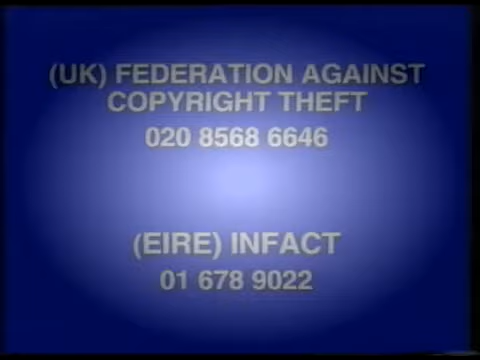 (UK) FEDERATION AGAINST
COPYRIGHT THEFT
020 8568 6646
(EIRE) INFACT
01 678 9022